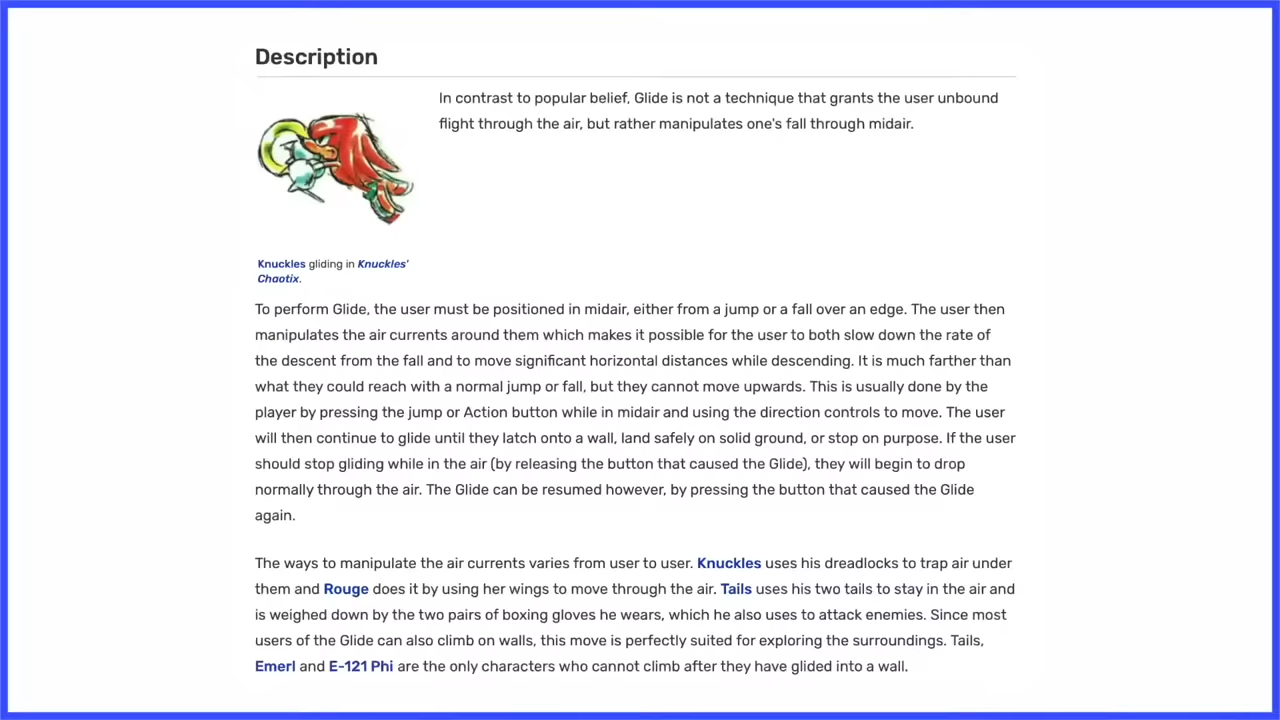 Description
In contrast to popular belief, Glide is not a technique that grants the user unbound
flight through the air, but rather manipulates one's fall through midair.
Knuckles gliding in Knuckles'
Chaotix.
To perform Glide, the user must be positioned in midair, either from a jump or a fall over an edge. The user then
manipulates the air currents around them which makes it possible for the user to both slow down the rate of
the descent from the fall and to move significant horizontal distances while descending. It is much farther than
what they could reach with a normal jump or fall, but they cannot move upwards. This is usually done by the
player by pressing the jump or Action button while in midair and using the direction controls to move. The user
will then continue to glide until they latch onto a wall, land safely on solid ground, or stop on purpose. If the user
should stop gliding while in the air (by releasing the button that caused the Glide), they will begin to drop
normally through the air. The Glide can be resumed however, by pressing the button that caused the Glide
again.
The ways to manipulate the air currents varies from user to user. Knuckles uses his dreadlocks to trap air under
them and Rouge does it by using her wings to move through the air. Tails uses his two tails to stay in the air and
is weighed down by the two pairs of boxing gloves he wears, which he also uses to attack enemies. Since most
users of the Glide can also climb on walls, this move is perfectly suited for exploring the surroundings. Tails,
Emerl and E-121 Phi are the only characters who cannot climb after they have glided into a wall.